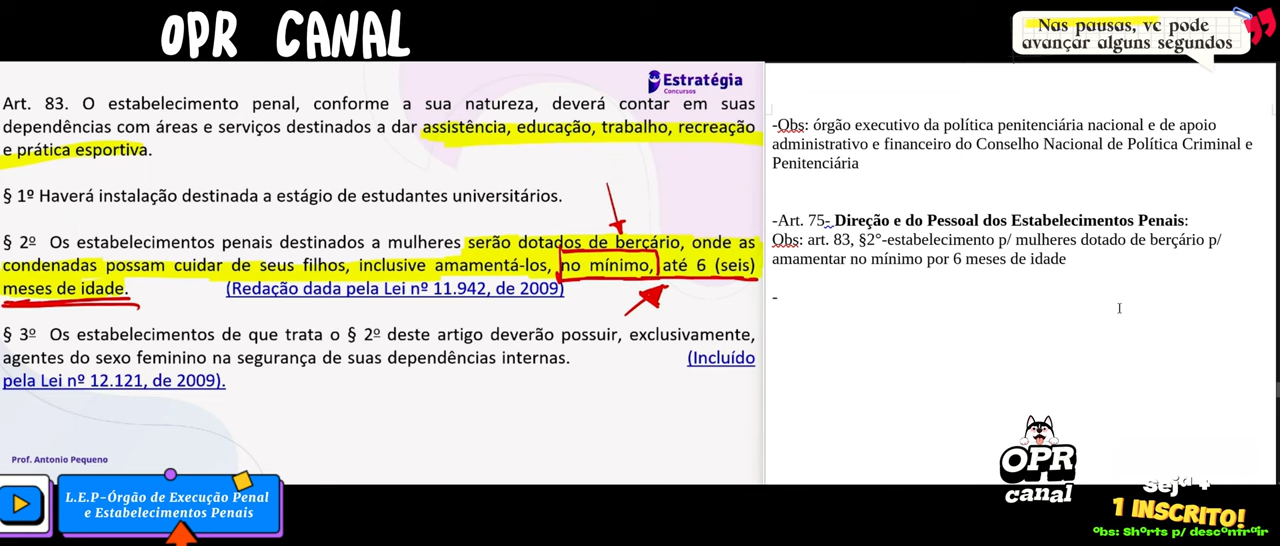 OPR CANAL
Nas pausas, vc pode
avançar alguns segundos
Estratégia
Concursos
Art. 83. O estabelecimento penal, conforme a sua natureza, deverá contar em suas
dependências com áreas e serviços destinados a dar assistência, educação, trabalho, recreação
e prática esportiva.
§ 1º Haverá instalação destinada a estágio de estudantes universitários.
§ 2º Os estabelecimentos penais destinados a mulheres serão dotados de berçário, onde as
condenadas possam cuidar de seus filhos, inclusive amamentá-los, no mínimo, até 6 (seis)
meses de idade. (Redação dada pela Lei nº 11.942, de 2009)
§ 3º Os estabelecimentos de que trata o § 2º deste artigo deverão possuir, exclusivamente,
agentes do sexo feminino na segurança de suas dependências internas. (Incluído
pela Lei nº 12.121, de 2009).
Prof. Antonio Pequeno
L.E.P-Órgão de Execução Penal
e Estabelecimentos Penais
-Obs: órgão executivo da política penitenciária nacional e de apoio
administrativo e financeiro do Conselho Nacional de Política Criminal e
Penitenciária
-Art. 75- Direção e do Pessoal dos Estabelecimentos Penais:
Obs: art. 83, §2°-estabelecimento p/ mulheres dotado de berçário p/
amamentar no mínimo por 6 meses de idade
-
OPR
canal
Seja +
1 INSCRITO!
Obs: Shorts p/ descontrair